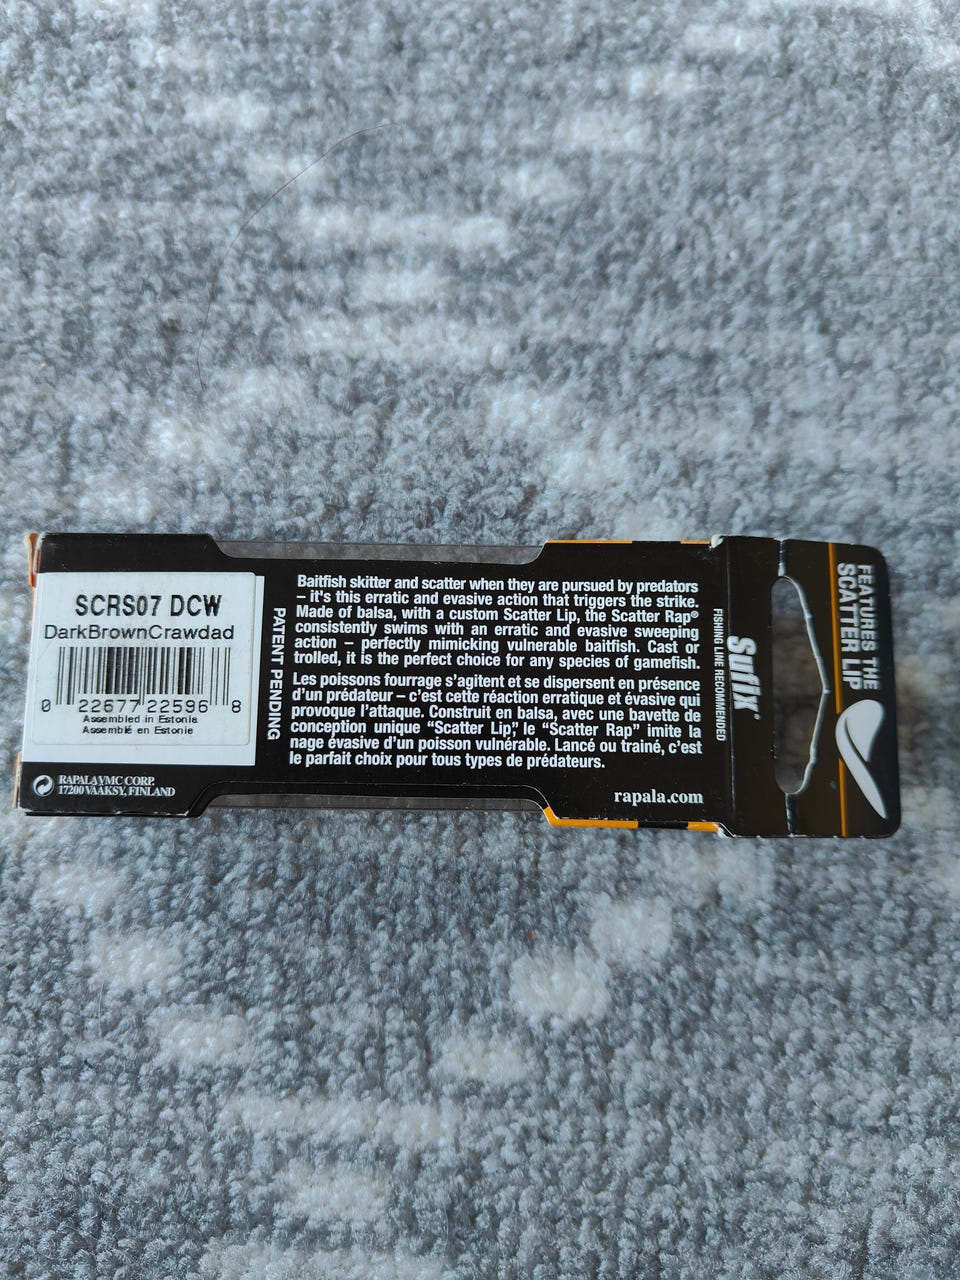 SCRS07 DCW
DarkBrownCrawdad
0 22677 22596 8
Assembled in Estonia
Assemblé en Estonie
RAPALA VMC CORP.
17200 VÄÄKSY, FINLAND
PATENT PENDING
Baitfish skitter and scatter when they are pursued by predators
– it's this erratic and evasive action that triggers the strike.
Made of balsa, with a custom Scatter Lip, the Scatter Rap®
consistently swims with an erratic and evasive sweeping
action – perfectly mimicking vulnerable baitfish. Cast or
trolled, it is the perfect choice for any species of gamefish.
Les poissons fourrage s'agitent et se dispersent en présence
d'un prédateur – c'est cette réaction erratique et évasive qui
provoque l'attaque. Construit en balsa, avec une bavette de
conception unique “Scatter Lip”, le “Scatter Rap” imite la
nage évasive d'un poisson vulnérable. Lancé ou trainé, c'est
le parfait choix pour tous types de prédateurs.
rapala.com
FISHING LINE RECOMMENDED
Sufix®
FEATURES THE
SCATTER LIP